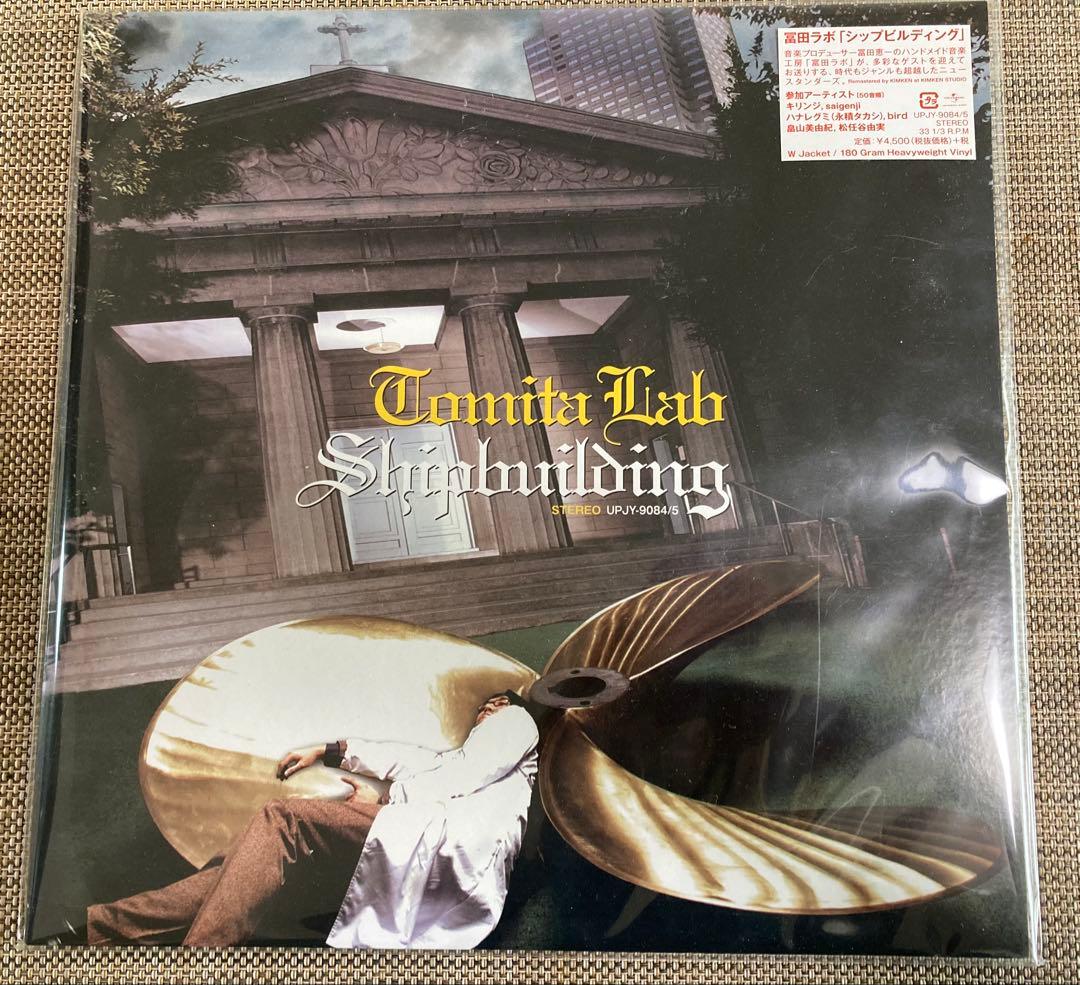 冨田ラボ「シップビルディング」
音楽プロデューサー冨田恵一のハンドメイド音楽
工房「冨田ラボ」が、多彩なゲストを迎えて
お送りする、時代もジャンルも超越したニュー
スタンダーズ。 Remastered by KIMKEN at KIMKEN STUDIO
参加アーティスト(50音順)
キリンジ, saigenji
ハナレグミ(永積タカシ), bird
畠山美由紀, 松任谷由実
UPJY-9084/5
STEREO
33 1/3 R.P.M
定価:¥4,500(税抜価格)+税
W Jacket / 180 Gram Heavyweight Vinyl
Tomita Lab
Shipbuilding
STEREO UPJY-9084/5